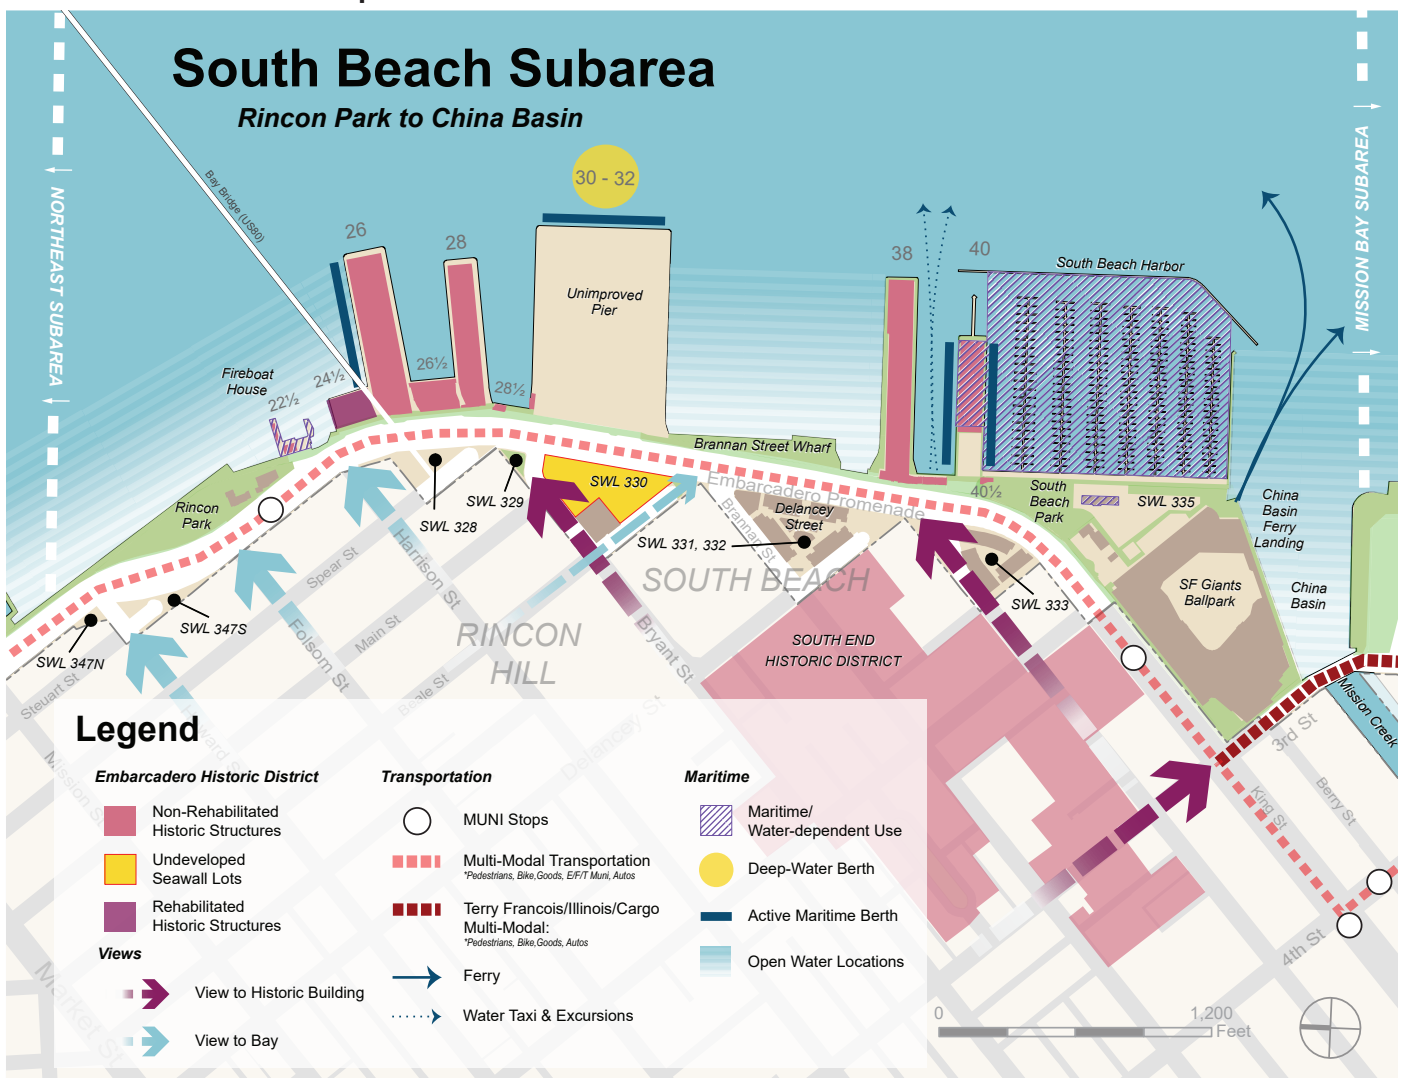 South Beach Subarea
Rincon Park to China Basin
NORTHEAST SUBAREA
MISSION BAY SUBAREA
Bay Bridge (US80)
30 - 32
26
28
38
40
South Beach Harbor
Unimproved
Pier
26½
28½
24½
22½
Fireboat
House
Brannan Street Wharf
Embarcadero Promenade
40½
South
Beach
Park
SWL 335
China
Basin
Ferry
Landing
China
Basin
Rincon
Park
SWL 328
SWL 329
SWL 330
SWL 331, 332
Delancey
Street
Brannan St
SWL 333
SF Giants
Ballpark
SWL 347S
SWL 347N
Steuart St
Spear St
Main St
Beale St
Harrison St
Folsom St
Howard St
Mission St
Market St
Bryant St
Delancey St
RINCON
HILL
SOUTH BEACH
SOUTH END
HISTORIC DISTRICT
Mission Creek
3rd St
King St
Berry St
4th St
Legend
Embarcadero Historic District
Non-Rehabilitated
Historic Structures
Undeveloped
Seawall Lots
Rehabilitated
Historic Structures
Views
View to Historic Building
View to Bay
Transportation
MUNI Stops
Multi-Modal Transportation
*Pedestrians, Bike,Goods, E/F/T Muni, Autos
Terry Francois/Illinois/Cargo
Multi-Modal:
*Pedestrians, Bike,Goods, Autos
Ferry
Water Taxi & Excursions
Maritime
Maritime/
Water-dependent Use
Deep-Water Berth
Active Maritime Berth
Open Water Locations
0
1,200
Feet